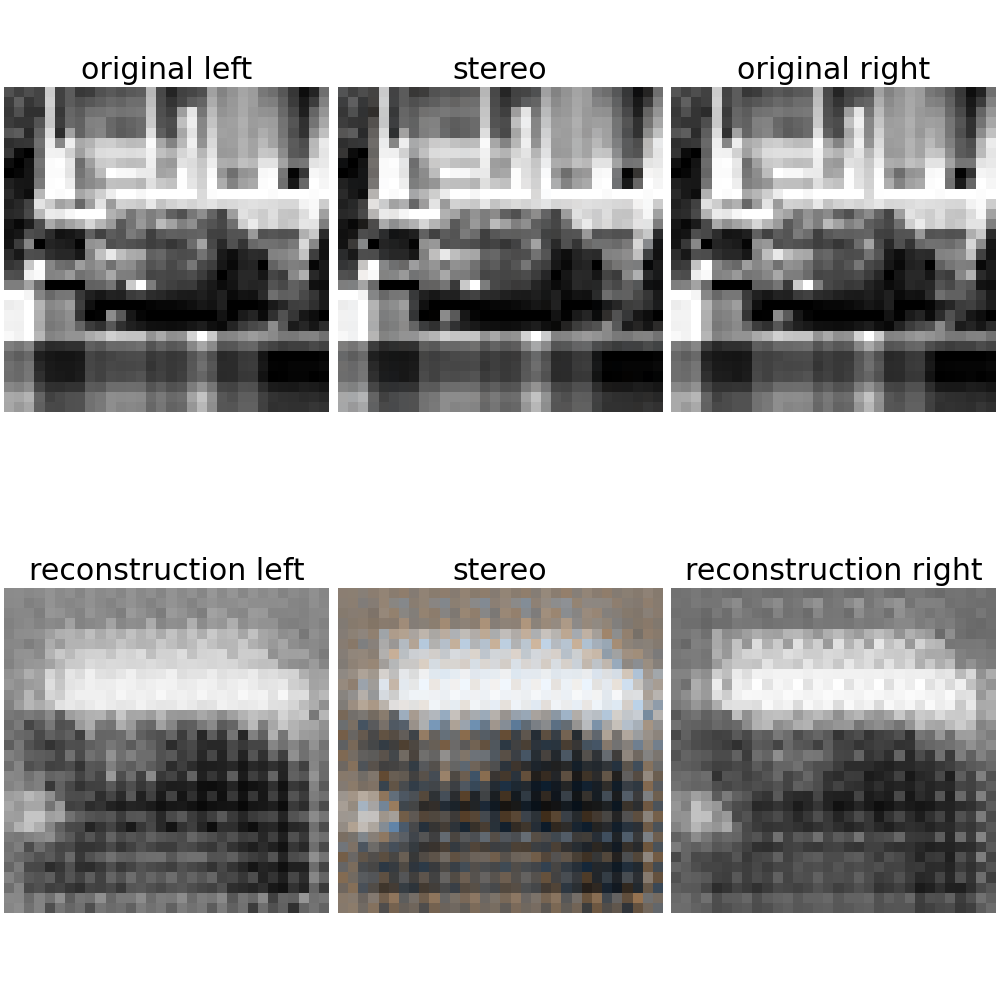 original left
stereo
original right
reconstruction left
stereo
reconstruction right